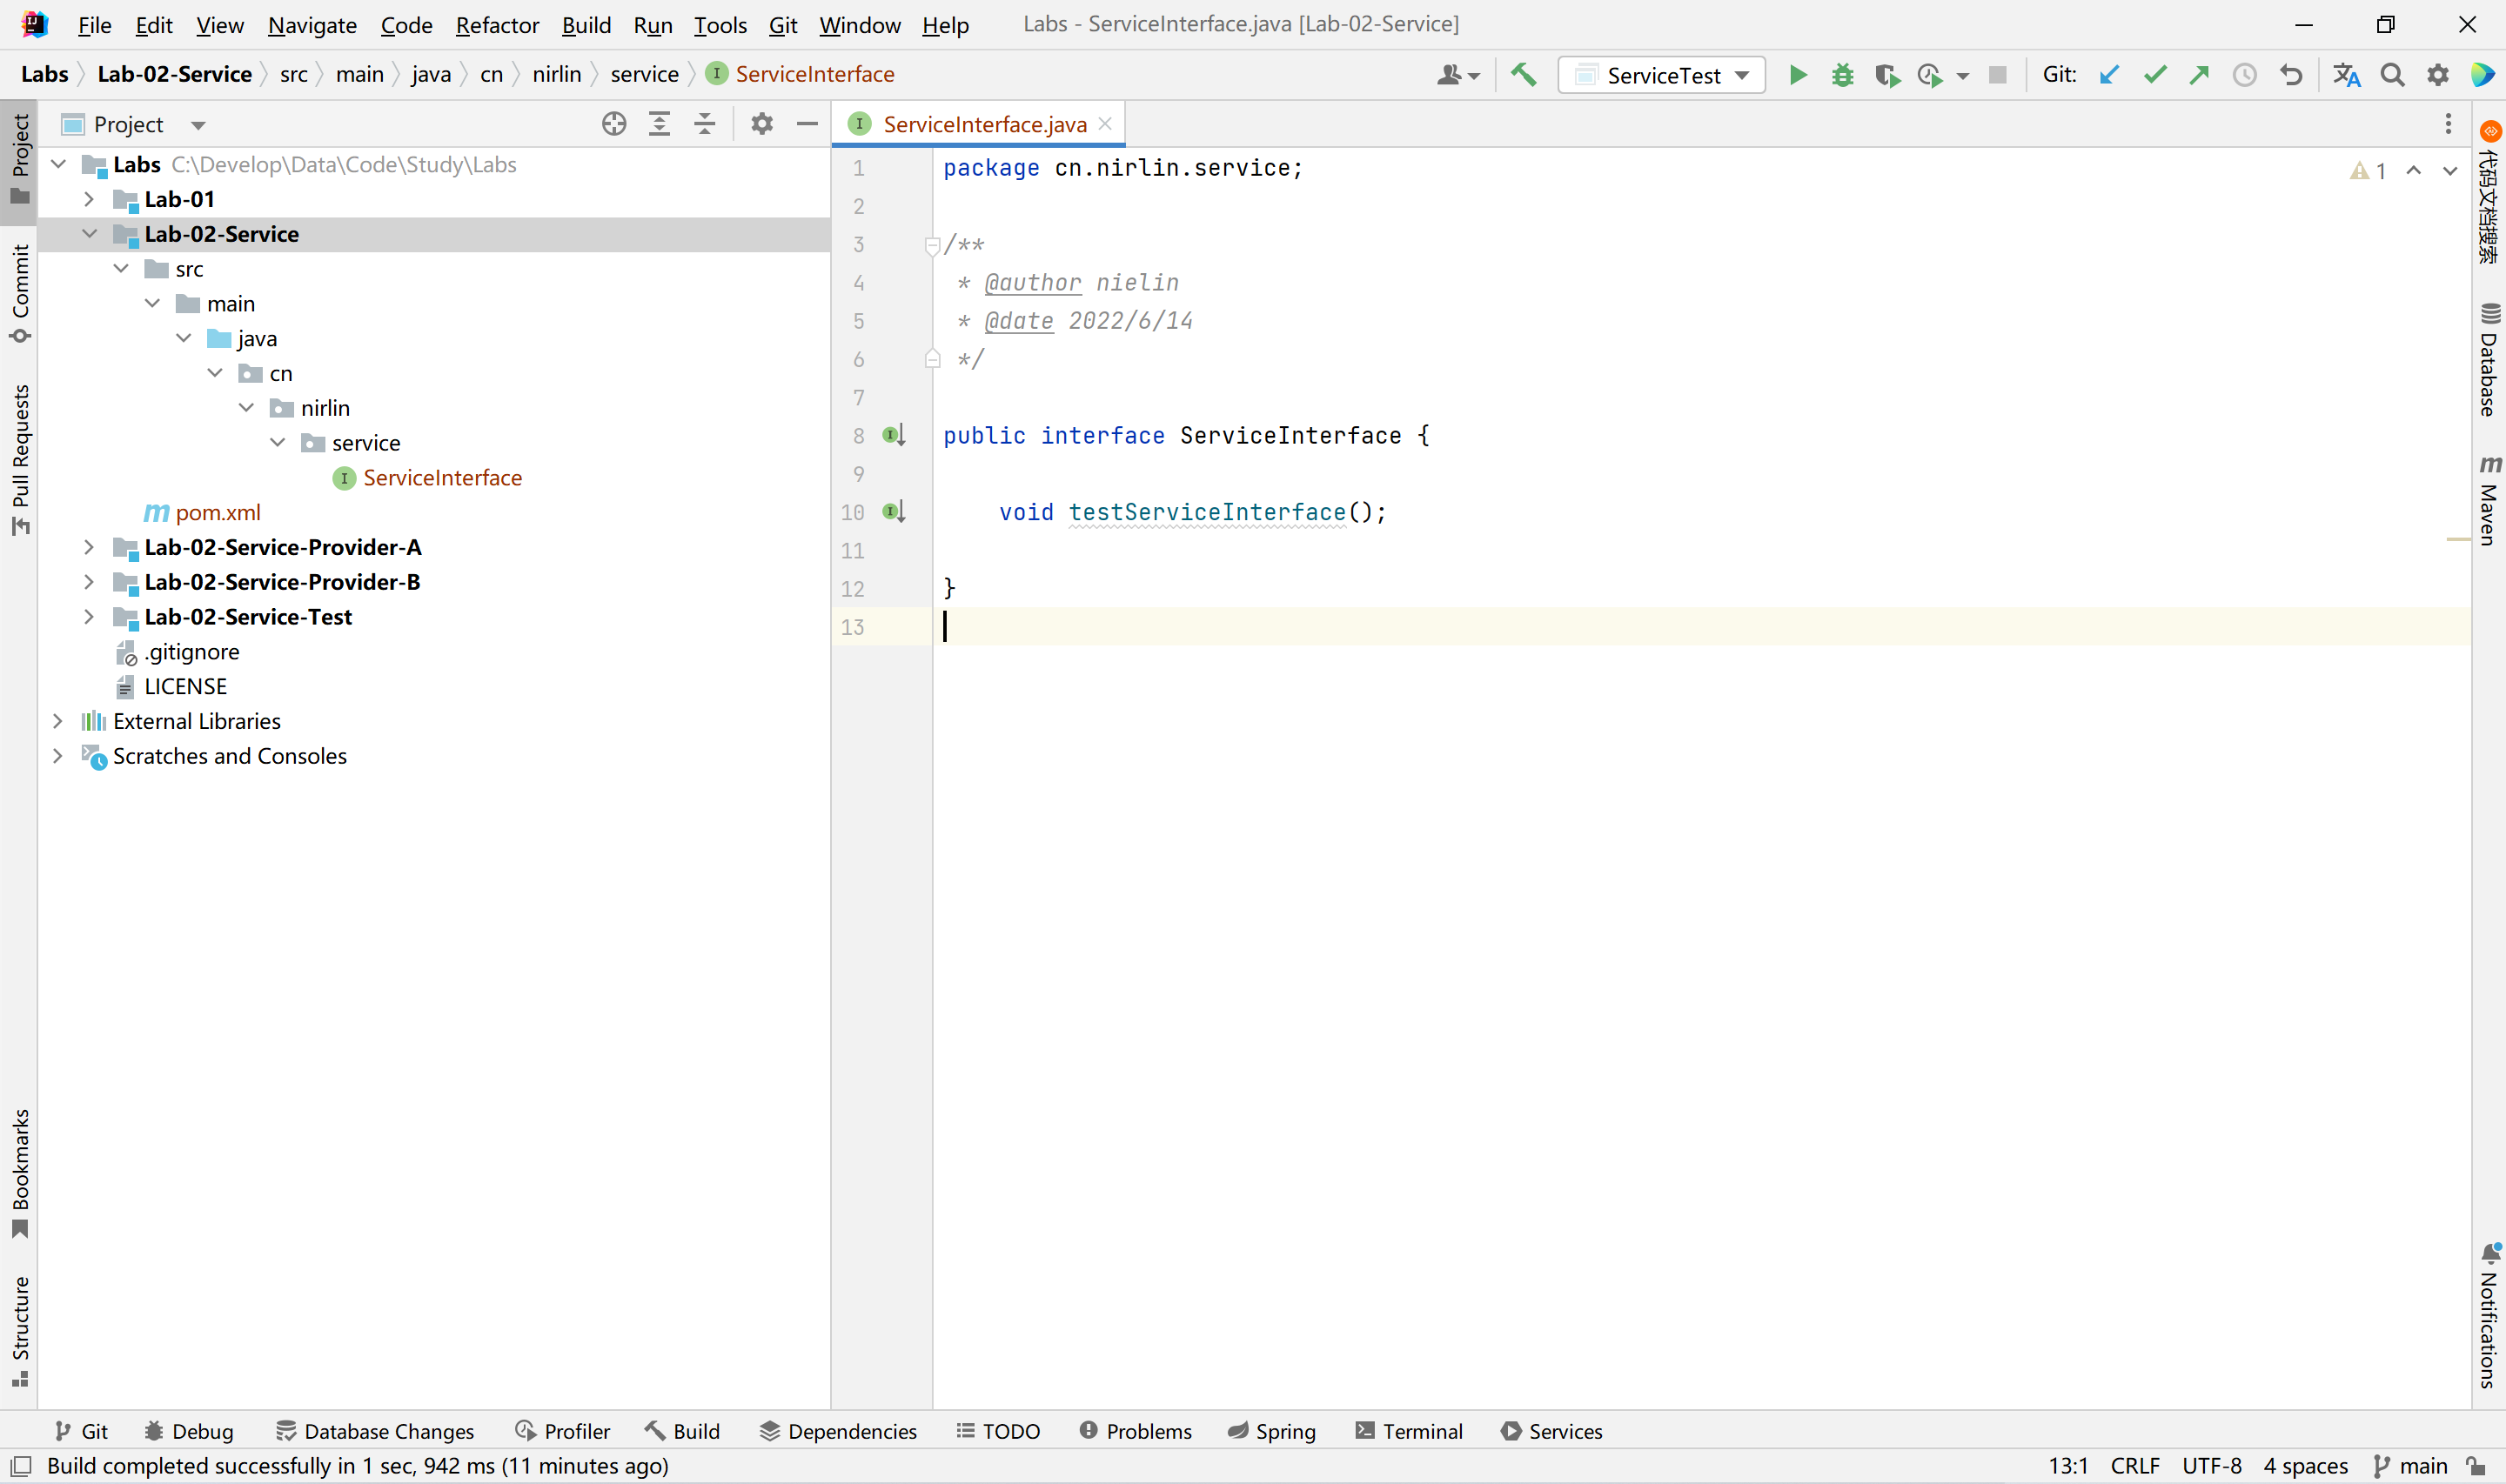 File Edit View Navigate Code Refactor Build Run Tools Git Window Help Labs - ServiceInterface.java [Lab-02-Service]
Labs Lab-02-Service src main java cn nirlin service ServiceInterface ServiceTest Git:
Project
ServiceInterface.java
Labs C:\Develop\Data\Code\Study\Labs
Lab-01
Lab-02-Service
src
main
java
cn
nirlin
service
ServiceInterface
pom.xml
Lab-02-Service-Provider-A
Lab-02-Service-Provider-B
Lab-02-Service-Test
.gitignore
LICENSE
External Libraries
Scratches and Consoles
1 package cn.nirlin.service;
2
3 /**
4 * @author nielin
5 * @date 2022/6/14
6 */
7
8 public interface ServiceInterface {
9
10 void testServiceInterface();
11
12 }
13
1
Project
Commit
Pull Requests
Bookmarks
Structure
代码文档搜索
Database
Maven
Notifications
Git Debug Database Changes Profiler Build Dependencies TODO Problems Spring Terminal Services
Build completed successfully in 1 sec, 942 ms (11 minutes ago) 13:1 CRLF UTF-8 4 spaces main